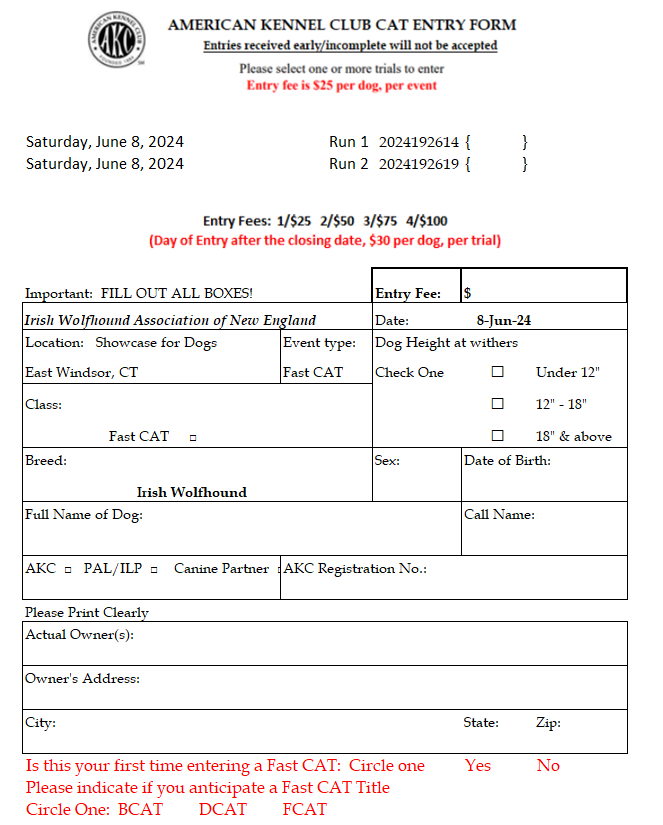 AMERICAN KENNEL CLUB
AKC
FOUNDED 1884
SM
AMERICAN KENNEL CLUB CAT ENTRY FORM
Entries received early/incomplete will not be accepted
Please select one or more trials to enter
Entry fee is $25 per dog, per event
Saturday, June 8, 2024 Run 1 2024192614 { }
Saturday, June 8, 2024 Run 2 2024192619 { }
Entry Fees: 1/$25 2/$50 3/$75 4/$100
(Day of Entry after the closing date, $30 per dog, per trial)
Important: FILL OUT ALL BOXES! Entry Fee: $
Irish Wolfhound Association of New England Date: 8-Jun-24
Location: Showcase for Dogs Event type: Dog Height at withers
East Windsor, CT Fast CAT Check One ☐ Under 12"
Class: ☐ 12" - 18"
Fast CAT □ ☐ 18" & above
Breed: Sex: Date of Birth:
Irish Wolfhound
Full Name of Dog: Call Name:
AKC □ PAL/ILP □ Canine Partner AKC Registration No.:
Please Print Clearly
Actual Owner(s):
Owner's Address:
City: State: Zip:
Is this your first time entering a Fast CAT: Circle one Yes No
Please indicate if you anticipate a Fast CAT Title
Circle One: BCAT DCAT FCAT